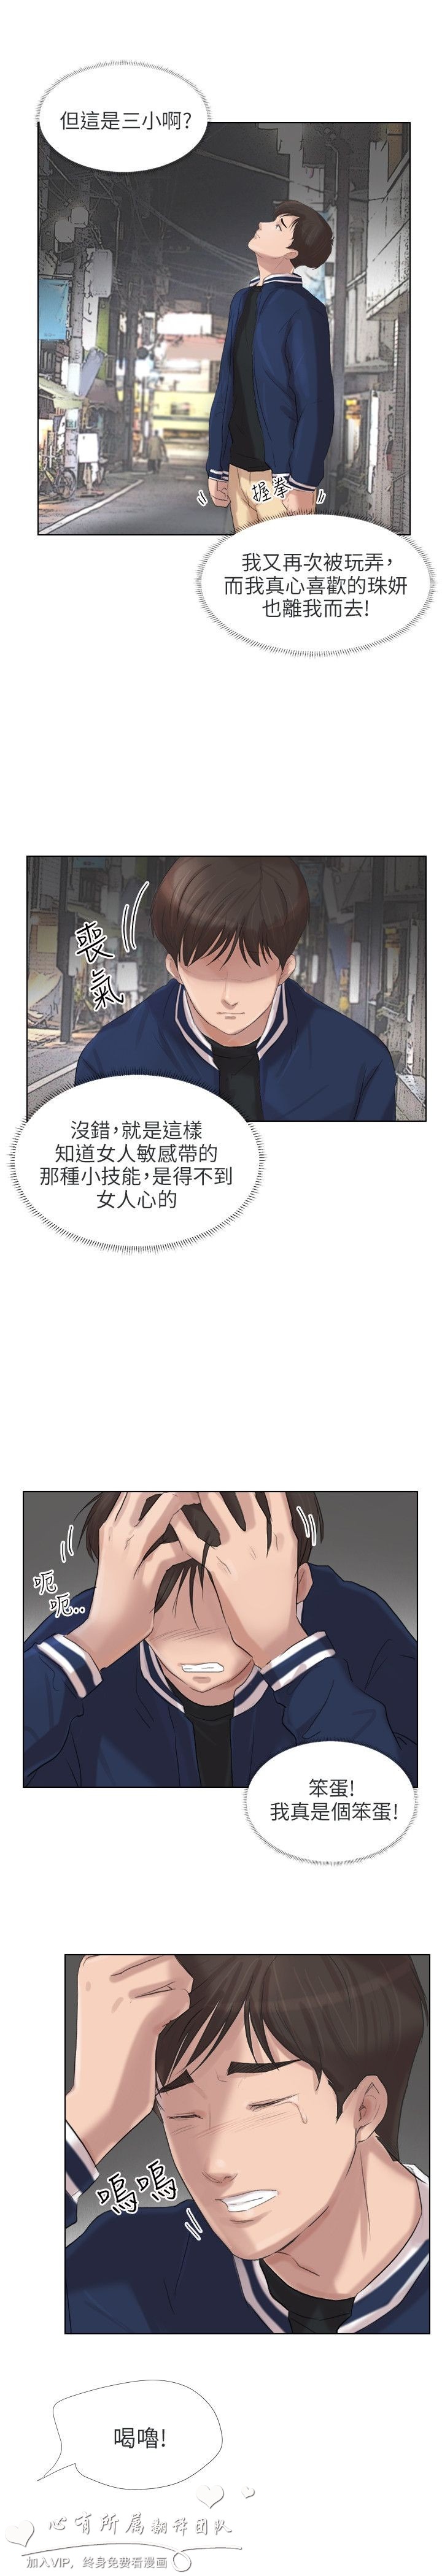 但這是三小啊?
握拳
我又再次被玩弄,
而我真心喜歡的珠妍
也離我而去!
喪氣
沒錯,就是這樣
知道女人敏感帶的
那種小技能,是得不到
女人心的
呃
呃..
笨蛋!
我真是個笨蛋!
嗚嗚
喝嚕!
心有所属翻译团队
加入VIP，终身免费看漫画